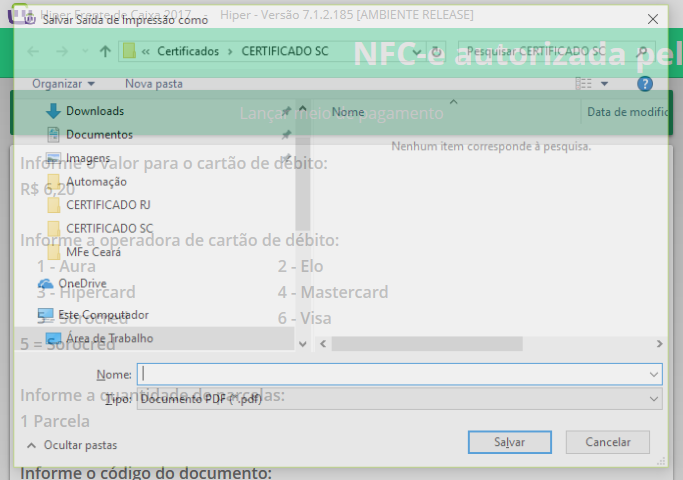 Hiper Frente de Caixa 2017 - Hiper - Versão 7.1.2.185 [AMBIENTE RELEASE]
Salvar Saída de Impressão como
NFC-e autorizada pel
« Certificados › CERTIFICADO SC
Pesquisar CERTIFICADO SC
Organizar
Nova pasta
Lançar meio de pagamento
Downloads
Nome
Data de modific
Documentos
Nenhum item corresponde à pesquisa.
Imagens
Informe o valor para o cartão de débito:
Automação
R$ 6,20
CERTIFICADO RJ
CERTIFICADO SC
Informe a operadora de cartão de débito:
MFe Ceará
1 - Aura
2 - Elo
OneDrive
3 - Hipercard
4 - Mastercard
Este Computador
5 - Sorocred
6 - Visa
Área de Trabalho
5 = Sorocred
Nome:
Informe a quantidade de parcelas:
Tipo: Documento PDF (*.pdf)
1 Parcela
Ocultar pastas
Salvar
Cancelar
Informe o código do documento: